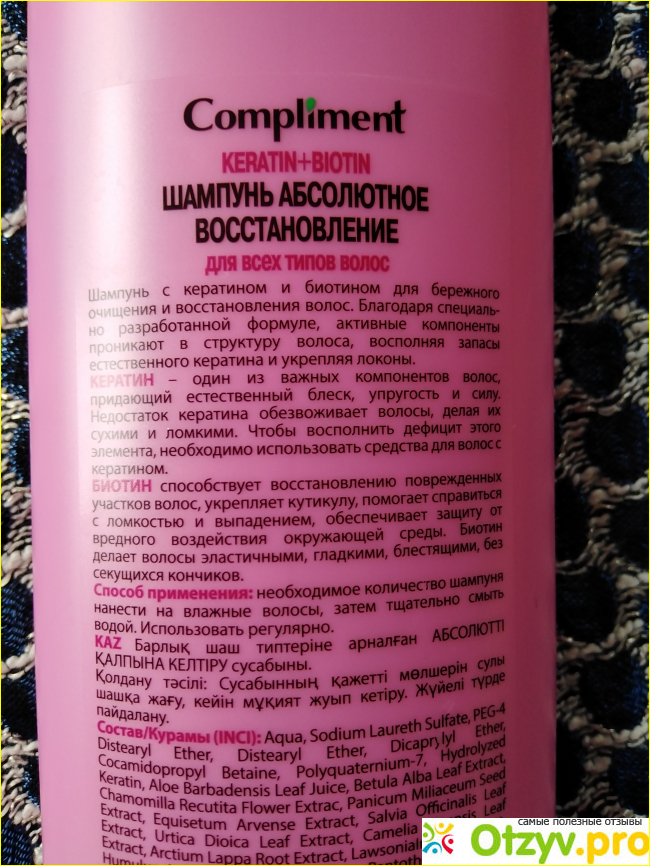 Compliment
KERATIN+BIOTIN
ШАМПУНЬ АБСОЛЮТНОЕ
ВОССТАНОВЛЕНИЕ
для всех типов волос
Шампунь с кератином и биотином для бережного
очищения и восстановления волос. Благодаря специаль-
но разработанной формуле, активные компоненты
проникают в структуру волоса, восполняя запасы
естественного кератина и укрепляя локоны.
КЕРАТИН – один из важных компонентов волос,
придающий естественный блеск, упругость и силу.
Недостаток кератина обезвоживает волосы, делая их
сухими и ломкими. Чтобы восполнить дефицит этого
элемента, необходимо использовать средства для волос с
кератином.
БИОТИН способствует восстановлению поврежденных
участков волос, укрепляет кутикулу, помогает справиться
с ломкостью и выпадением, обеспечивает защиту от
вредного воздействия окружающей среды. Биотин
делает волосы эластичными, гладкими, блестящими, без
секущихся кончиков.
Способ применения: необходимое количество шампуня
нанести на влажные волосы, затем тщательно смыть
водой. Использовать регулярно.
KAZ Барлық шаш типтеріне арналған АБСОЛЮТТІ
ҚАЛПЫНА КЕЛТІРУ сусабыны.
Қолдану тәсілі: Сусабынның қажетті мөлшерін сулы
шашқа жағу, кейін мұқият жуып кетіру. Жүйелі түрде
пайдалану.
Состав/Курамы (INCI): Aqua, Sodium Laureth Sulfate, PEG-4
Distearyl Ether, Distearyl Ether, Dicaprylyl Ether,
Cocamidopropyl Betaine, Polyquaternium-7, Hydrolyzed
Keratin, Aloe Barbadensis Leaf Juice, Betula Alba Leaf Extract,
Chamomilla Recutita Flower Extrac, Panicum Miliaceum Seed
Extract, Equisetum Arvense Extract, Salvia Officinalis Leaf
Extract, Urtica Dioica Leaf Extract, Leaf
Extract, Arctium Lappa Root Extract,
самые полезные отзывы
Otzyv.pro